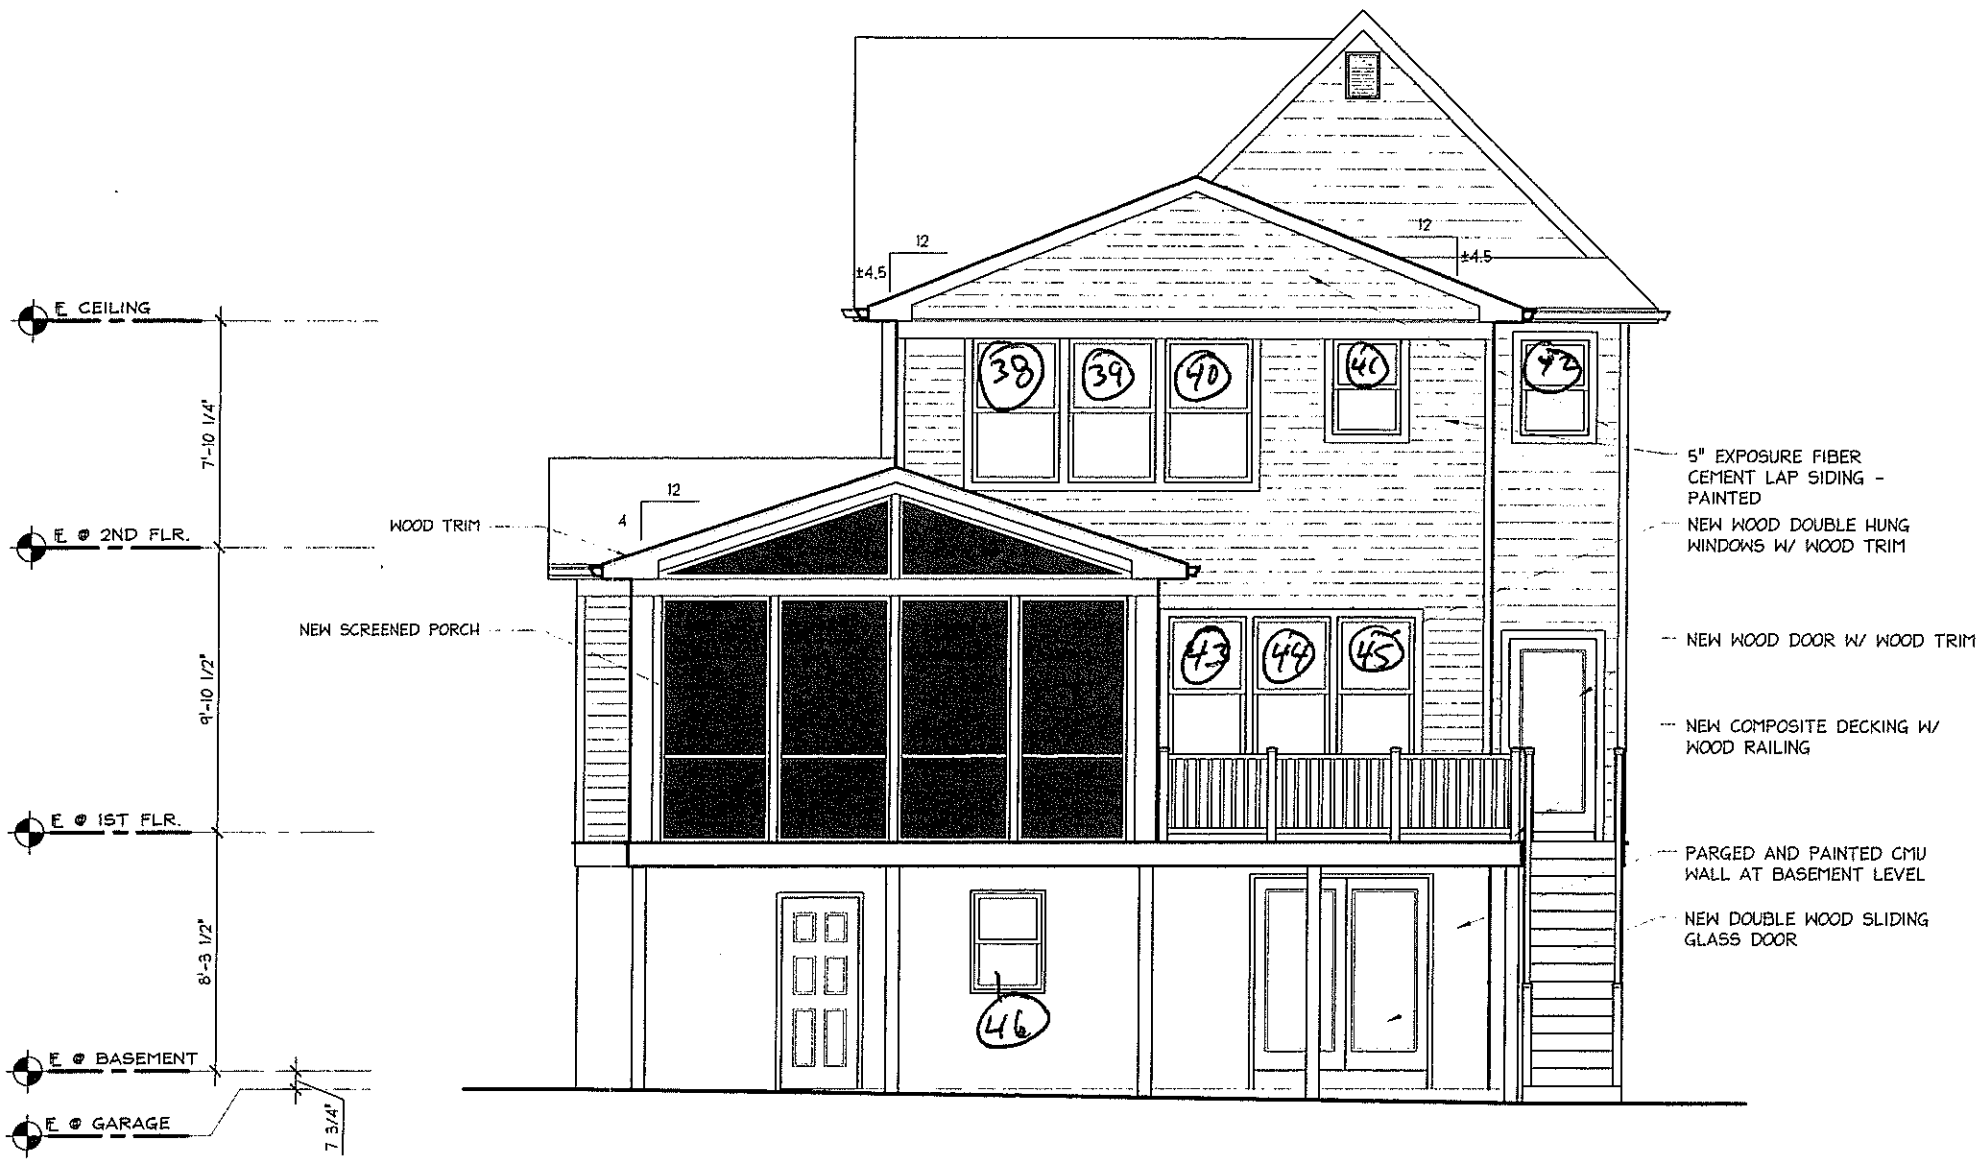 12
±4.5
12
±4.5
E CEILING
38
39
40
41
42
7'-10 1/4"
5" EXPOSURE FIBER
CEMENT LAP SIDING -
PAINTED
12
4
WOOD TRIM
NEW WOOD DOUBLE HUNG
WINDOWS W/ WOOD TRIM
E @ 2ND FLR.
NEW SCREENED PORCH
43
44
45
NEW WOOD DOOR W/ WOOD TRIM
9'-10 1/2"
NEW COMPOSITE DECKING W/
WOOD RAILING
E @ 1ST FLR.
PARGED AND PAINTED CMU
WALL AT BASEMENT LEVEL
8'-3 1/2"
NEW DOUBLE WOOD SLIDING
GLASS DOOR
46
E @ BASEMENT
E @ GARAGE
7 3/4"